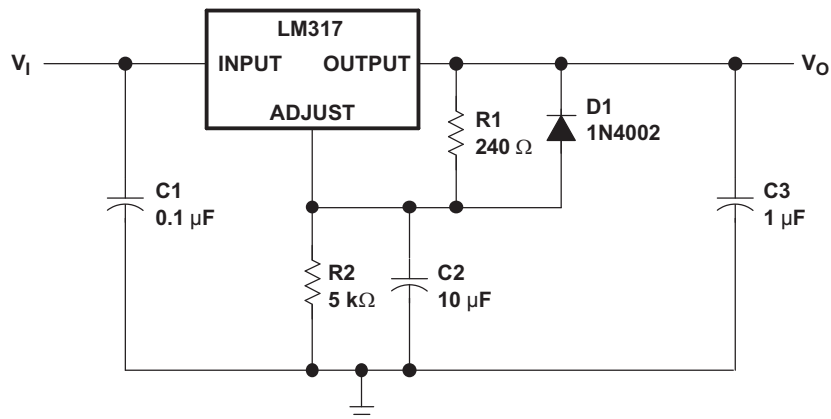 LM317
V_I
INPUT OUTPUT
V_O
ADJUST
R1
240 Ω
D1
1N4002
C1
0.1 µF
C3
1 µF
R2
5 kΩ
C2
10 µF